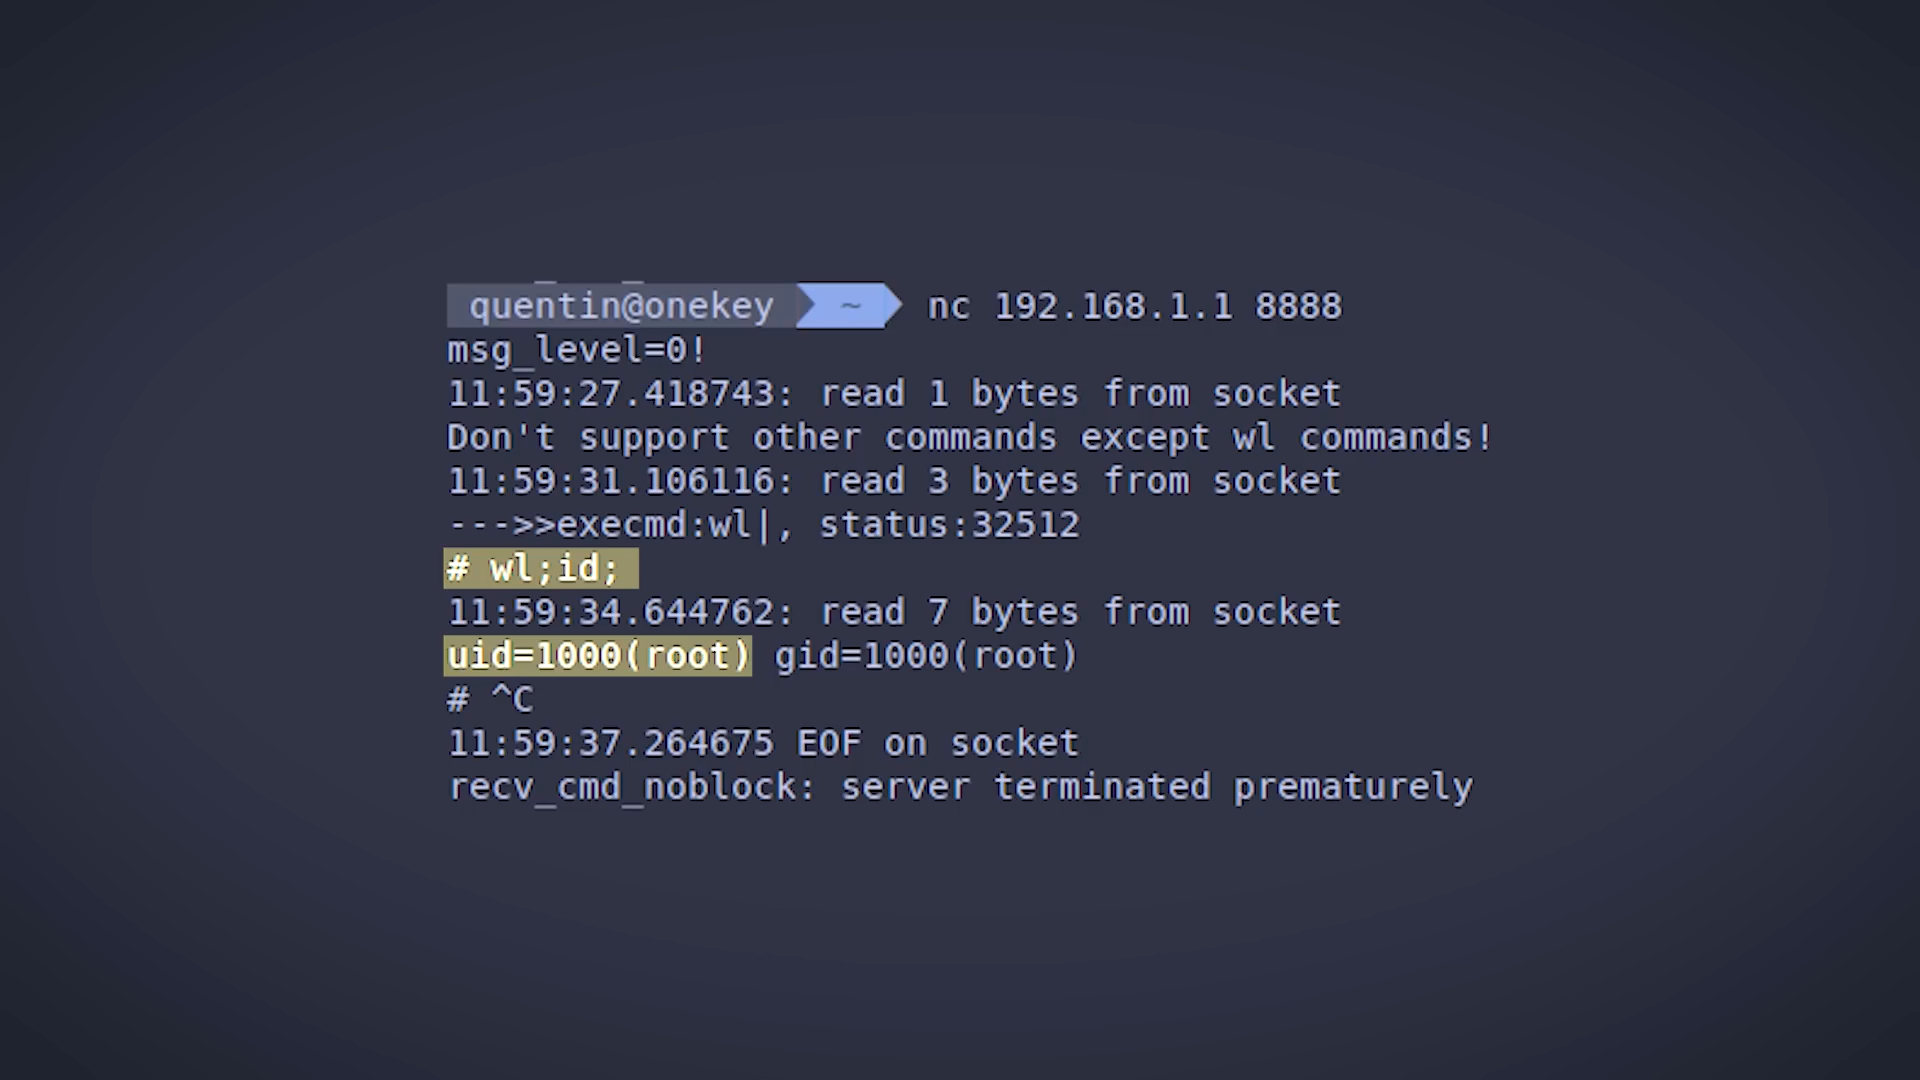 quentin@onekey ~ nc 192.168.1.1 8888
msg_level=0!
11:59:27.418743: read 1 bytes from socket
Don't support other commands except wl commands!
11:59:31.106116: read 3 bytes from socket
--->>execmd:wl|, status:32512
# wl;id;
11:59:34.644762: read 7 bytes from socket
uid=1000(root) gid=1000(root)
# ^C
11:59:37.264675 EOF on socket
recv_cmd_noblock: server terminated prematurely